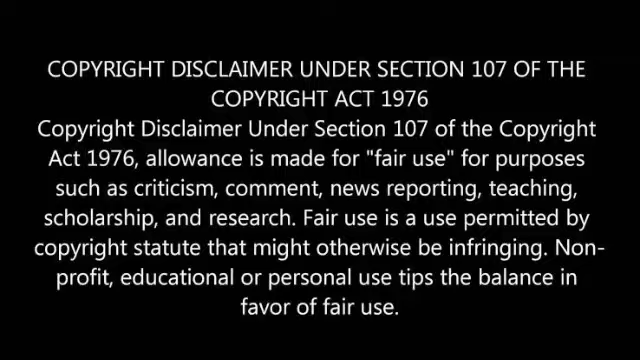 COPYRIGHT DISCLAIMER UNDER SECTION 107 OF THE
COPYRIGHT ACT 1976
Copyright Disclaimer Under Section 107 of the Copyright
Act 1976, allowance is made for "fair use" for purposes
such as criticism, comment, news reporting, teaching,
scholarship, and research. Fair use is a use permitted by
copyright statute that might otherwise be infringing. Non-
profit, educational or personal use tips the balance in
favor of fair use.